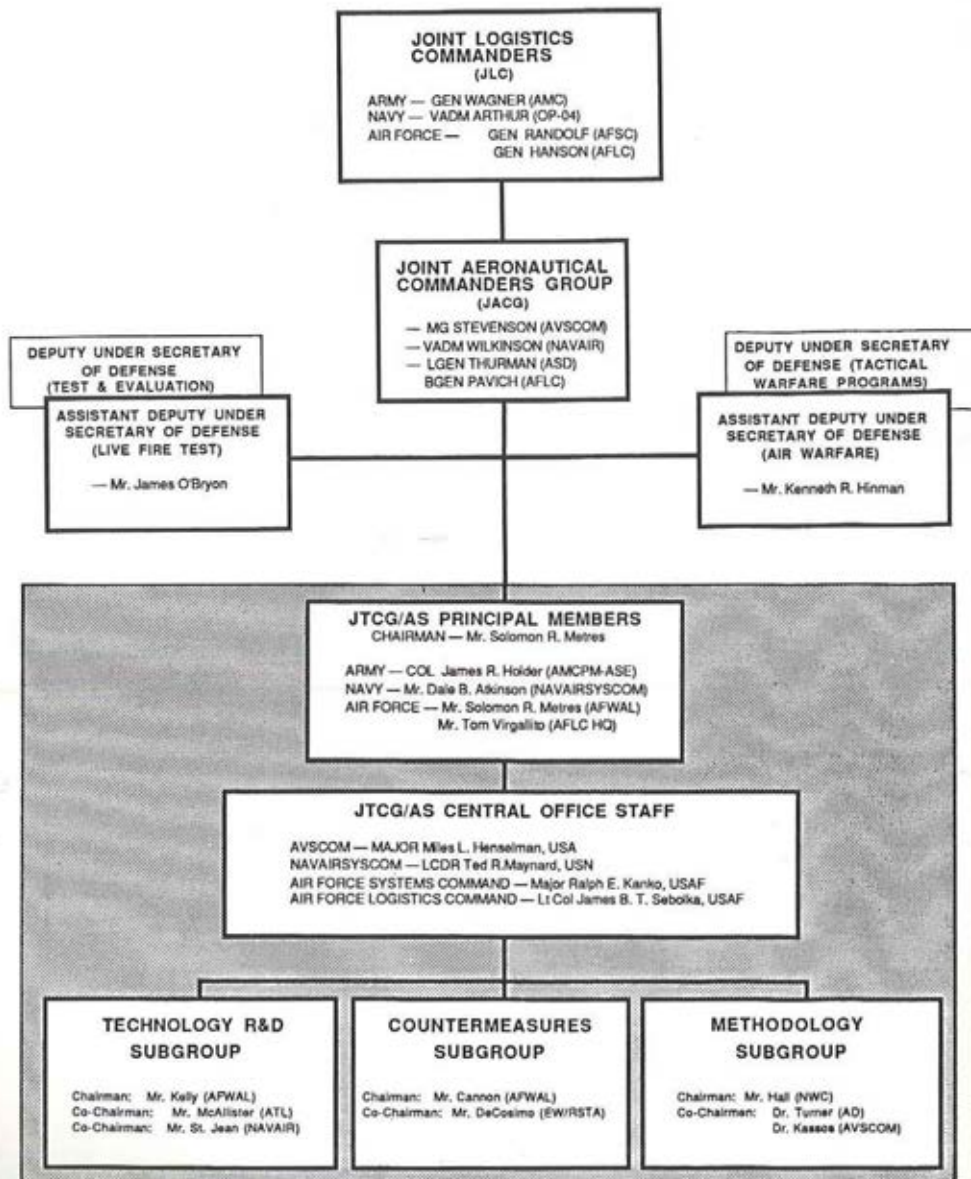 JOINT LOGISTICS
COMMANDERS
(JLC)
ARMY — GEN WAGNER (AMC)
NAVY — VADM ARTHUR (OP-04)
AIR FORCE — GEN RANDOLF (AFSC)
GEN HANSON (AFLC)
JOINT AERONAUTICAL
COMMANDERS GROUP
(JACG)
— MG STEVENSON (AVSCOM)
— VADM WILKINSON (NAVAIR)
— LGEN THURMAN (ASD)
BGEN PAVICH (AFLC)
DEPUTY UNDER SECRETARY
OF DEFENSE
(TEST & EVALUATION)
ASSISTANT DEPUTY UNDER
SECRETARY OF DEFENSE
(LIVE FIRE TEST)
— Mr. James O'Bryon
DEPUTY UNDER SECRETARY
OF DEFENSE (TACTICAL
WARFARE PROGRAMS)
ASSISTANT DEPUTY UNDER
SECRETARY OF DEFENSE
(AIR WARFARE)
— Mr. Kenneth R. Hinman
JTCG/AS PRINCIPAL MEMBERS
CHAIRMAN — Mr. Solomon R. Metres
ARMY — COL James R. Holder (AMCPM-ASE)
NAVY — Mr. Dale B. Atkinson (NAVAIRSYSCOM)
AIR FORCE — Mr. Solomon R. Metres (AFWAL)
Mr. Tom Virgallito (AFLC HQ)
JTCG/AS CENTRAL OFFICE STAFF
AVSCOM — MAJOR Miles L. Henselman, USA
NAVAIRSYSCOM — LCDR Ted R.Maynard, USN
AIR FORCE SYSTEMS COMMAND — Major Ralph E. Kanko, USAF
AIR FORCE LOGISTICS COMMAND — Lt Col James B. T. Sebolka, USAF
TECHNOLOGY R&D
SUBGROUP
Chairman: Mr. Kelly (AFWAL)
Co-Chairman: Mr. McAllister (ATL)
Co-Chairman: Mr. St. Jean (NAVAIR)
COUNTERMEASURES
SUBGROUP
Chairman: Mr. Cannon (AFWAL)
Co-Chairman: Mr. DeCosimo (EW/RSTA)
METHODOLOGY
SUBGROUP
Chairman: Mr. Hall (NWC)
Co-Chairmen: Dr. Turner (AD)
Dr. Kassos (AVSCOM)